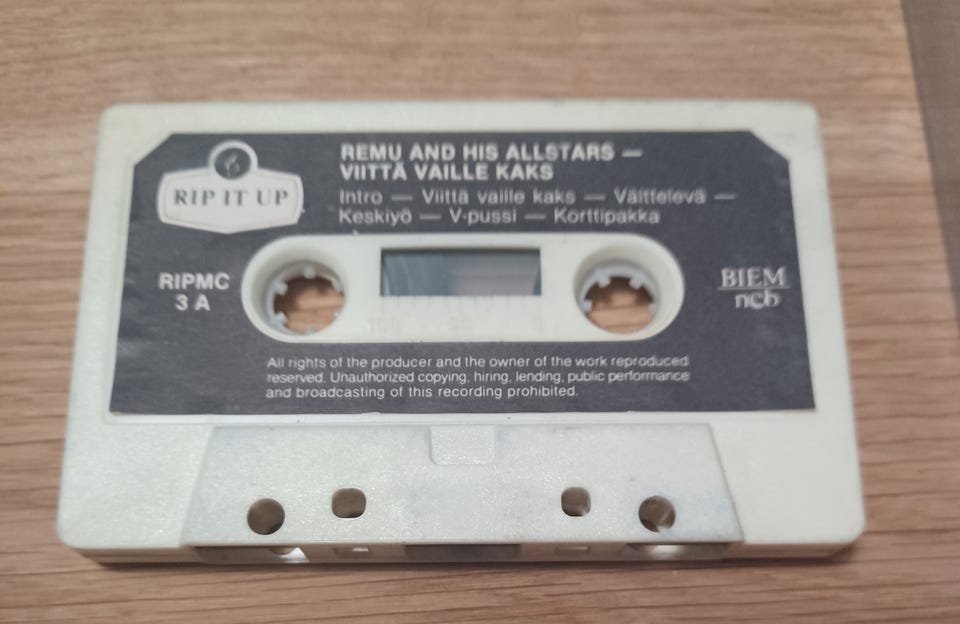 RIP IT UP
REMU AND HIS ALLSTARS —
VIITTÄ VAILLE KAKS
Intro — Viittä vaille kaks — Välttelevä —
Keskiyö — V-pussi — Korttipakka
RIPMC
3 A
BIEM
ncb
All rights of the producer and the owner of the work reproduced
reserved. Unauthorized copying, hiring, lending, public performance
and broadcasting of this recording prohibited.